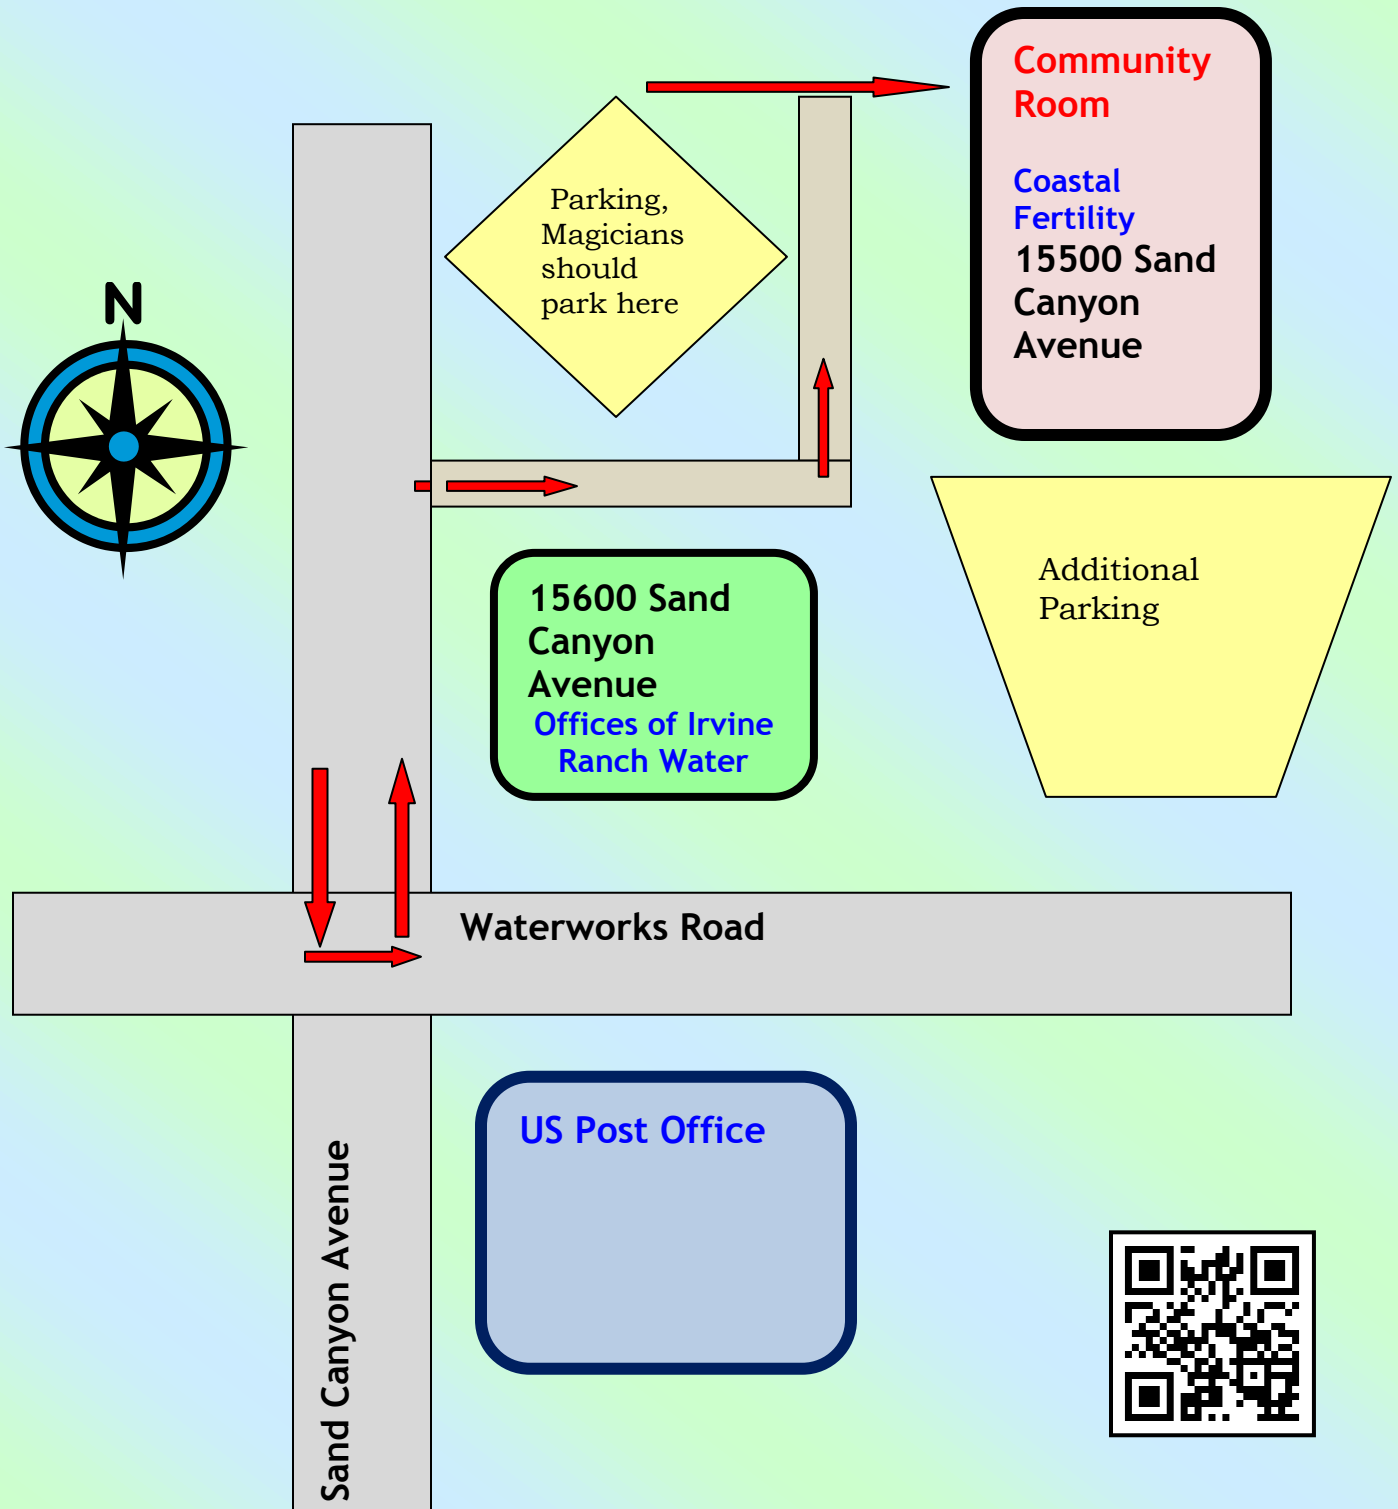 Community
Room
Coastal
Fertility
15500 Sand
Canyon
Avenue
Parking,
Magicians
should
park here
N
Additional
Parking
15600 Sand
Canyon
Avenue
Offices of Irvine
Ranch Water
Waterworks Road
US Post Office
Sand Canyon Avenue